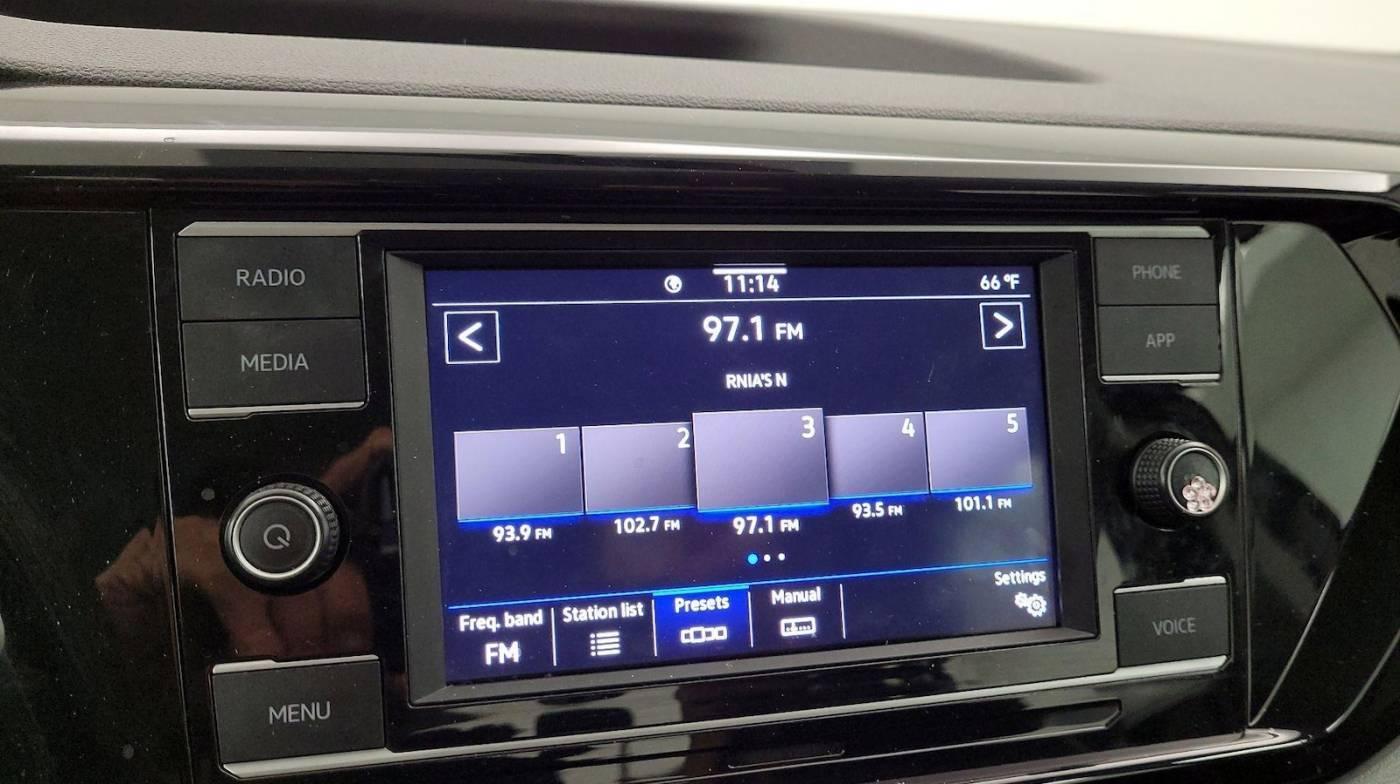 RADIO
MEDIA
MENU
11:14
66°F
<
97.1 FM
>
RNIA'S N
1
2
3
4
5
93.9 FM
102.7 FM
97.1 FM
93.5 FM
101.1 FM
Freq. band
FM
Station list
Presets
Manual
Settings
PHONE
APP
VOICE